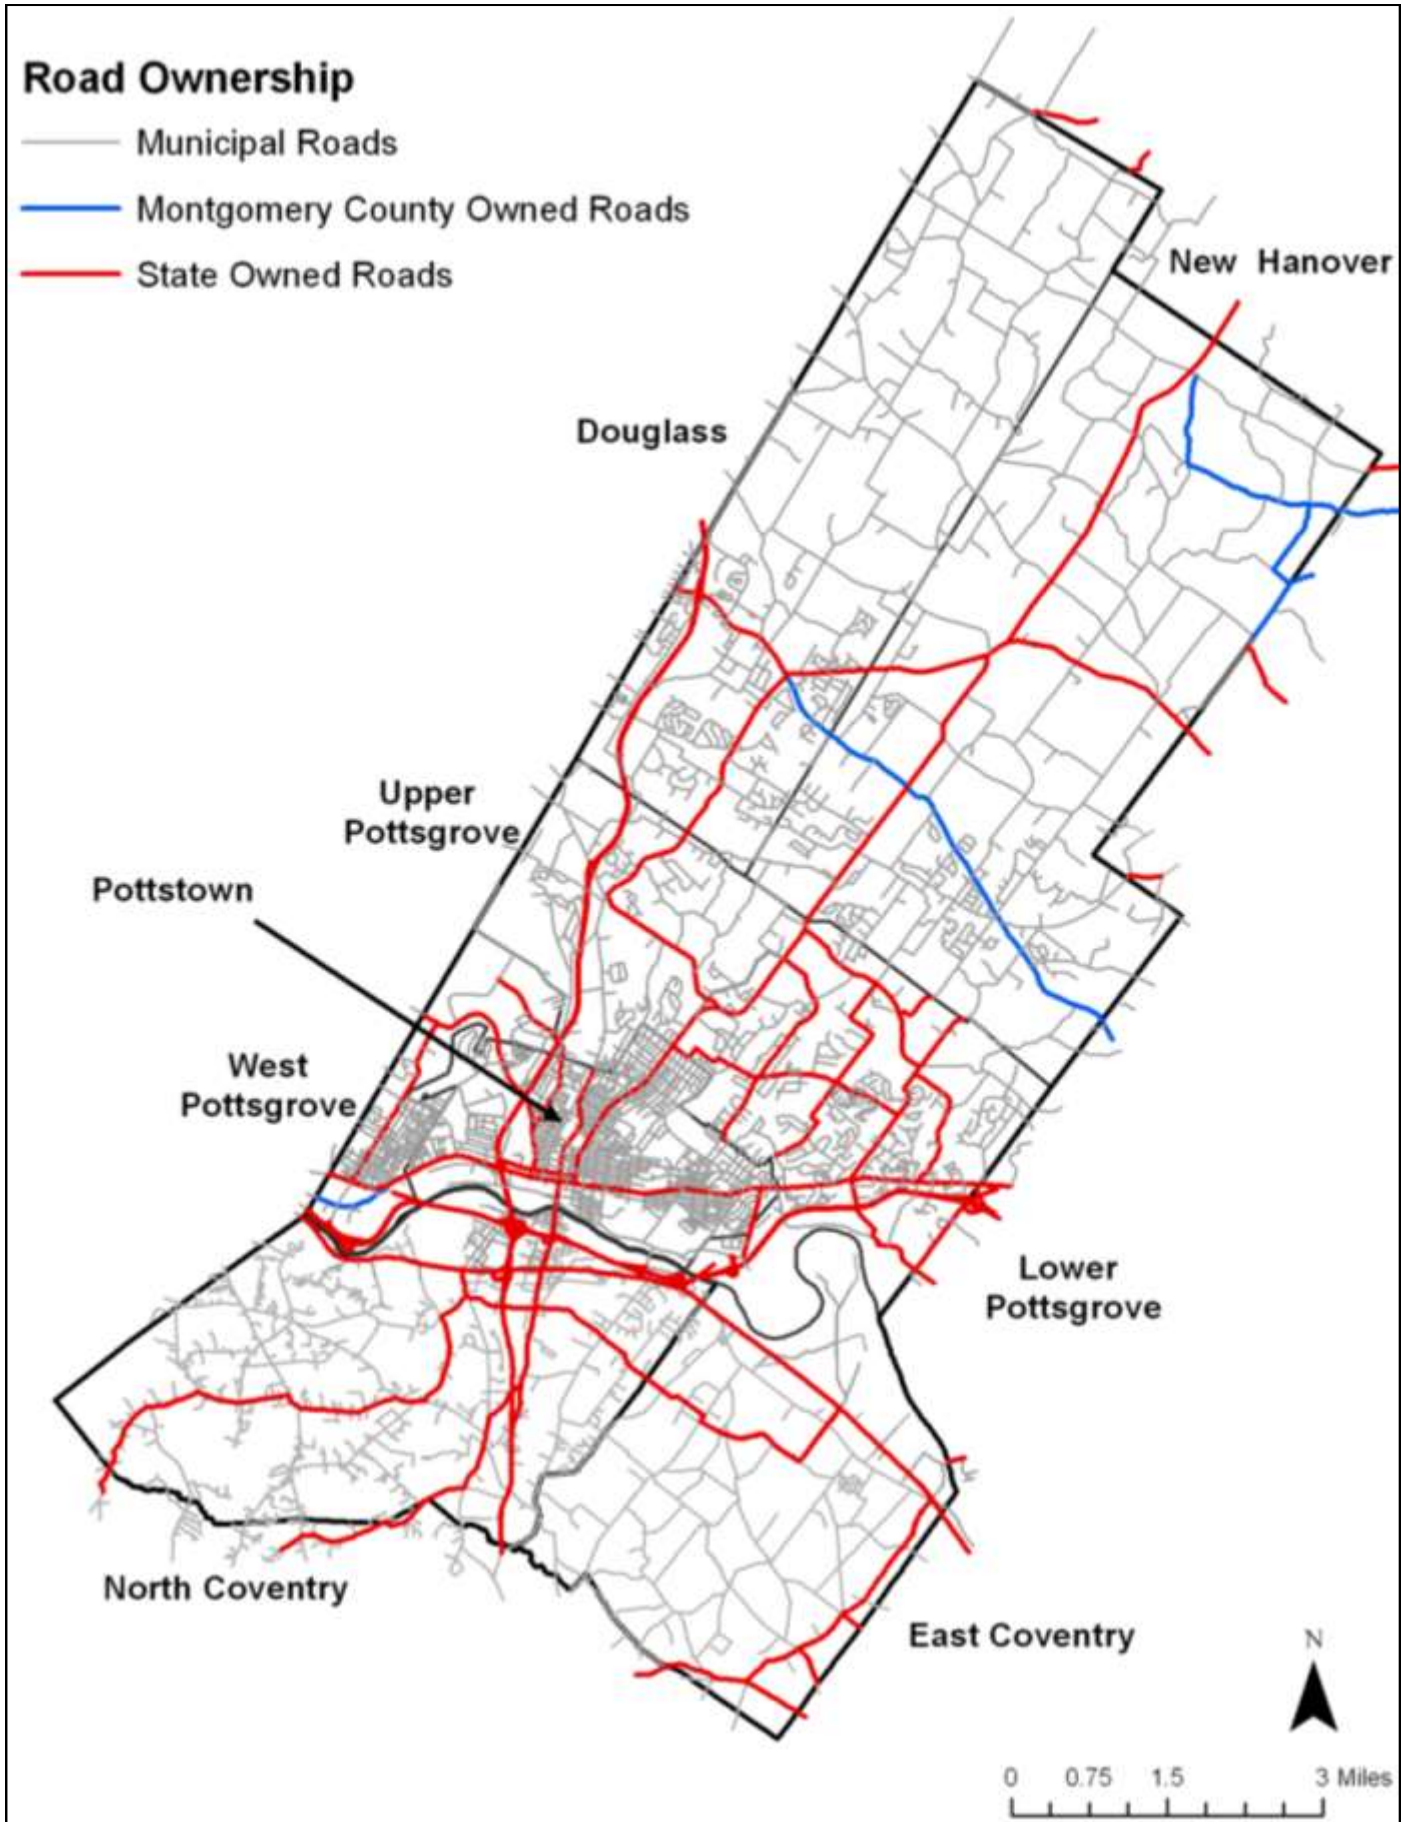 Road Ownership
Municipal Roads
Montgomery County Owned Roads
State Owned Roads
New Hanover
Douglass
Upper
Pottsgrove
Pottstown
West
Pottsgrove
Lower
Pottsgrove
North Coventry
East Coventry
N
0 0.75 1.5 3 Miles